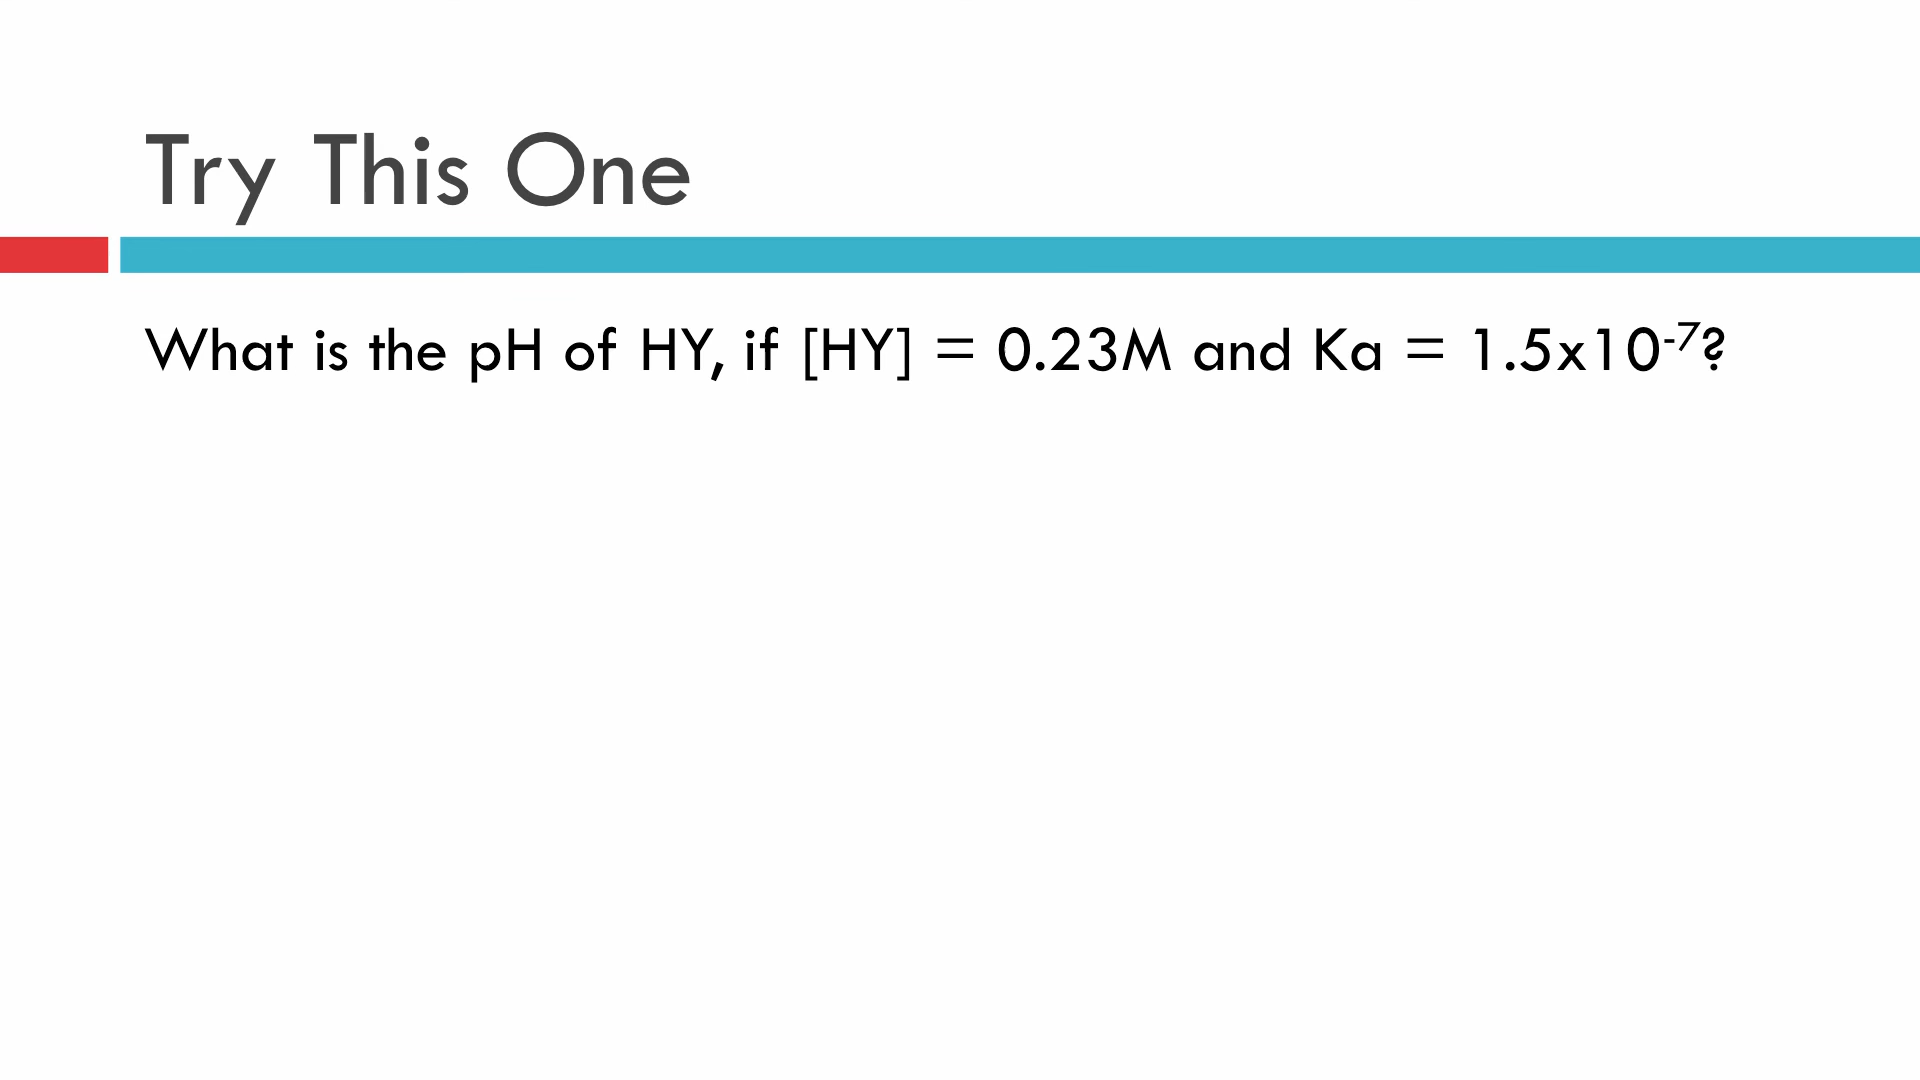 Try This One
What is the pH of HY, if [HY] = 0.23M and Ka = 1.5x10⁻⁷?